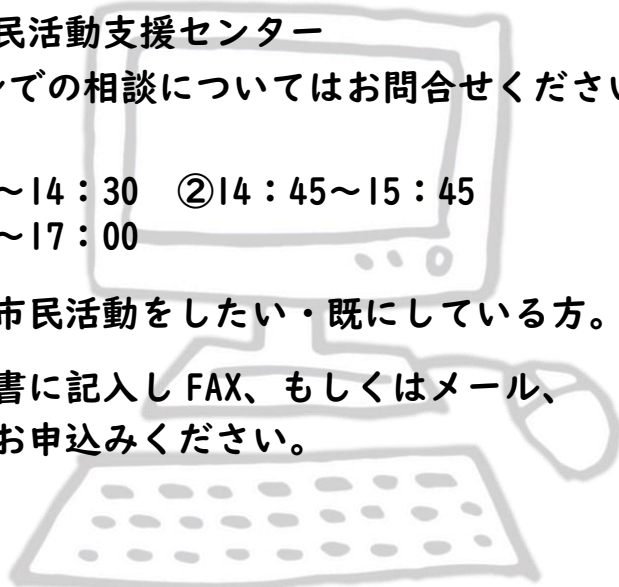 民活動支援センター
ンでの相談についてはお問合せください
～14：30　②14：45～15：45
～17：00
市民活動をしたい・既にしている方。
書に記入しFAX、もしくはメール、
お申込みください。